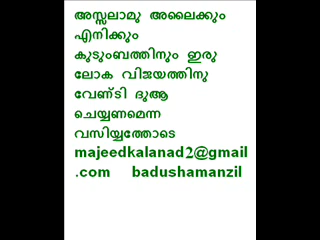 അസ്സലാമു അലൈക്കും
എനിക്കും
കുടുംബത്തിനും ഇരു
ലോക വിജയത്തിനു
വേണ്ടി ദുആ
ചെയ്യണമെന്ന
വസിയ്യത്തോടെ
majeedkalanad2@gmail
.com badushamanzil